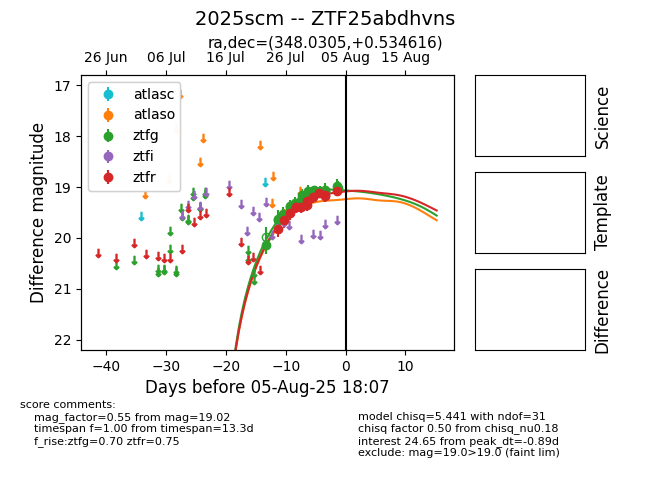 2025scm -- ZTF25abdhvns
ra,dec=(348.0305,+0.534616)
26 Jun 06 Jul 16 Jul 26 Jul 05 Aug 15 Aug
atlasc
atlaso
ztfg
ztfi
ztfr
17
18
19
20
21
22
Difference magnitude
−40 −30 −20 −10 0 10
Days before 05-Aug-25 18:07
Science
Template
Difference
score comments:
mag_factor=0.55 from mag=19.02
timespan f=1.00 from timespan=13.3d
f_rise:ztfg=0.70 ztfr=0.75
model chisq=5.441 with ndof=31
chisq factor 0.50 from chisq_nu0.18
interest 24.65 from peak_dt=-0.89d
exclude: mag=19.0>19.0 (faint lim)